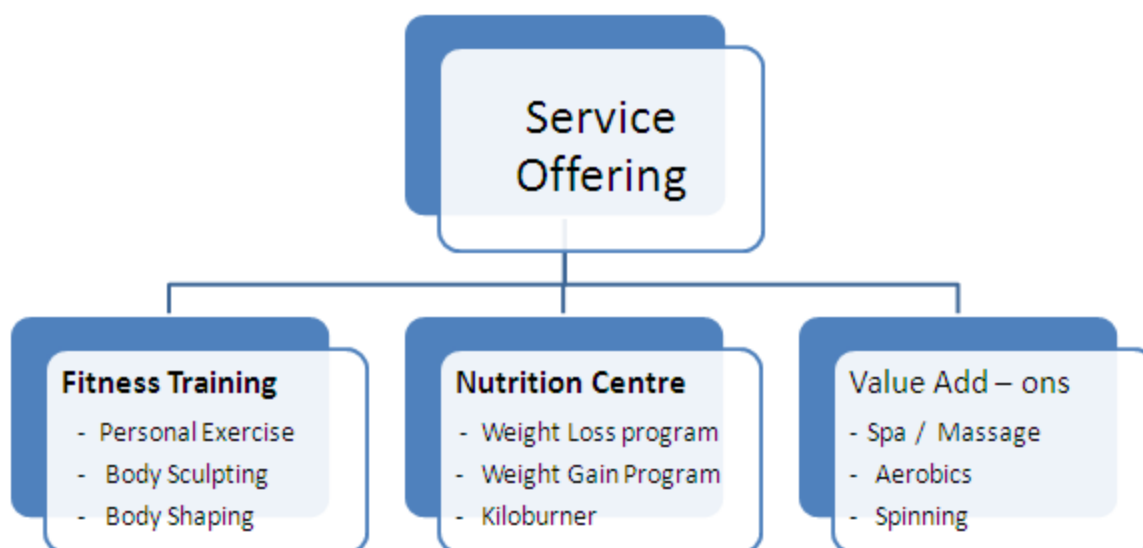 Service
Offering
Fitness Training
- Personal Exercise
- Body Sculpting
- Body Shaping
Nutrition Centre
- Weight Loss program
- Weight Gain Program
- Kiloburner
Value Add – ons
- Spa / Massage
- Aerobics
- Spinning